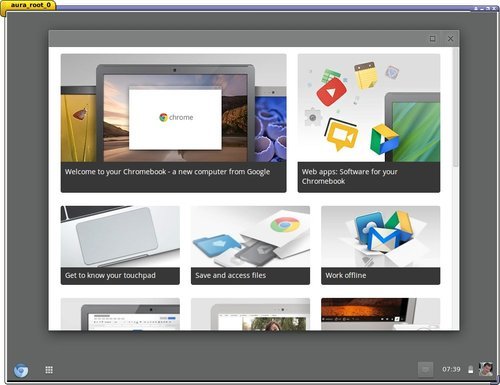 aura_root_0
chrome
Welcome to your Chromebook - a new computer from Google
Web apps: Software for your
Chromebook
Get to know your touchpad
Save and access files
Work offline
07:39